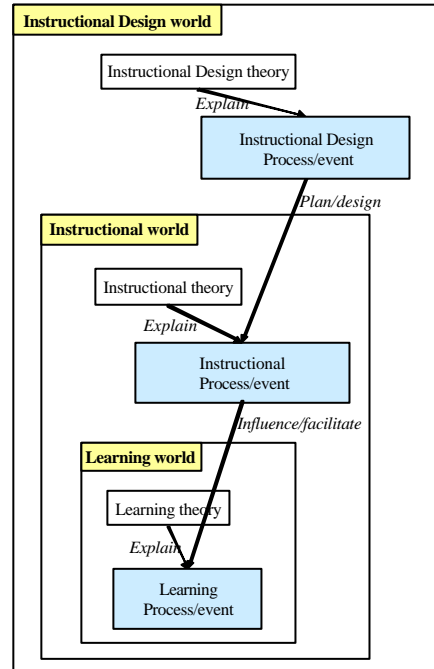 Instructional Design world
Instructional Design theory
Explain
Instructional Design
Process/event
Plan/design
Instructional world
Instructional theory
Explain
Instructional
Process/event
Influence/facilitate
Learning world
Learning theory
Explain
Learning
Process/event